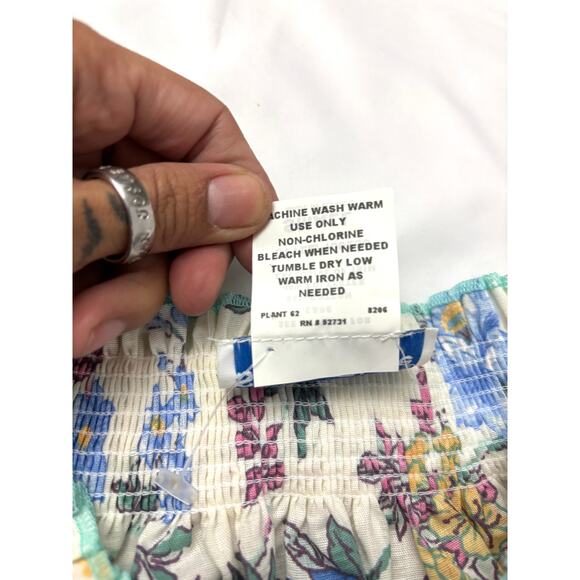 ACHINE WASH WARM
USE ONLY
NON-CHLORINE
BLEACH WHEN NEEDED
TUMBLE DRY LOW
WARM IRON AS
NEEDED
PLANT 62 8206
RN # 52721